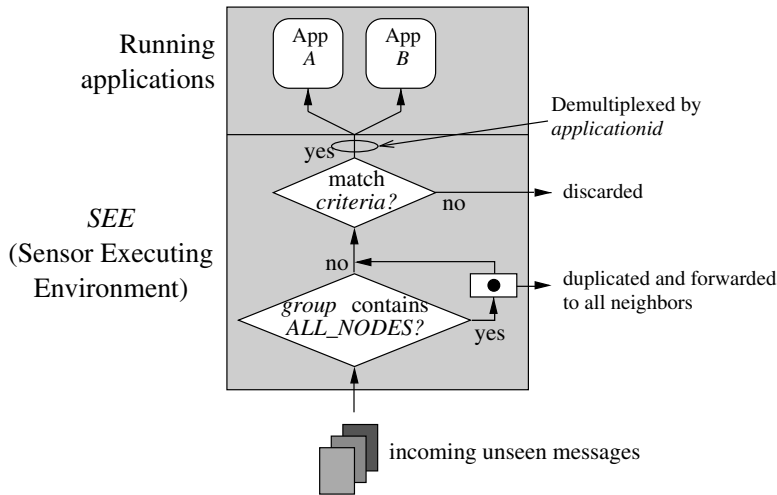 Running
applications
App
A
App
B
Demultiplexed by
applicationid
yes
match
criteria?
no
discarded
SEE
(Sensor Executing
Environment)
no
group contains
ALL_NODES?
yes
duplicated and forwarded
to all neighbors
incoming unseen messages